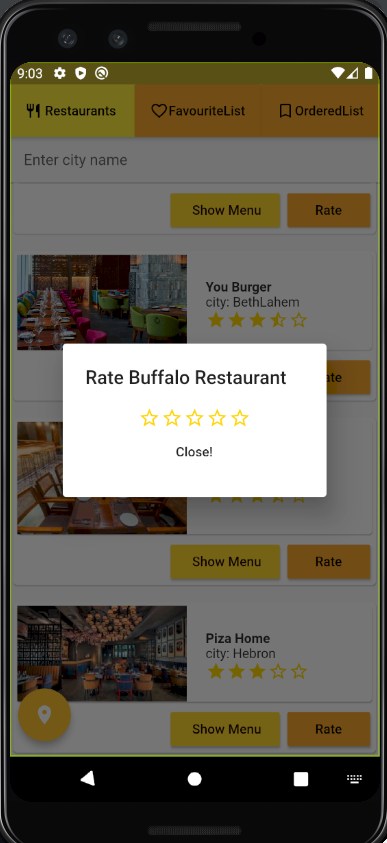 9:03
Restaurants
FavouriteList
OrderedList
Enter city name
Show Menu
Rate
You Burger
city: BethLahem
Rate Buffalo Restaurant
Close!
Show Menu
Rate
Piza Home
city: Hebron
Show Menu
Rate